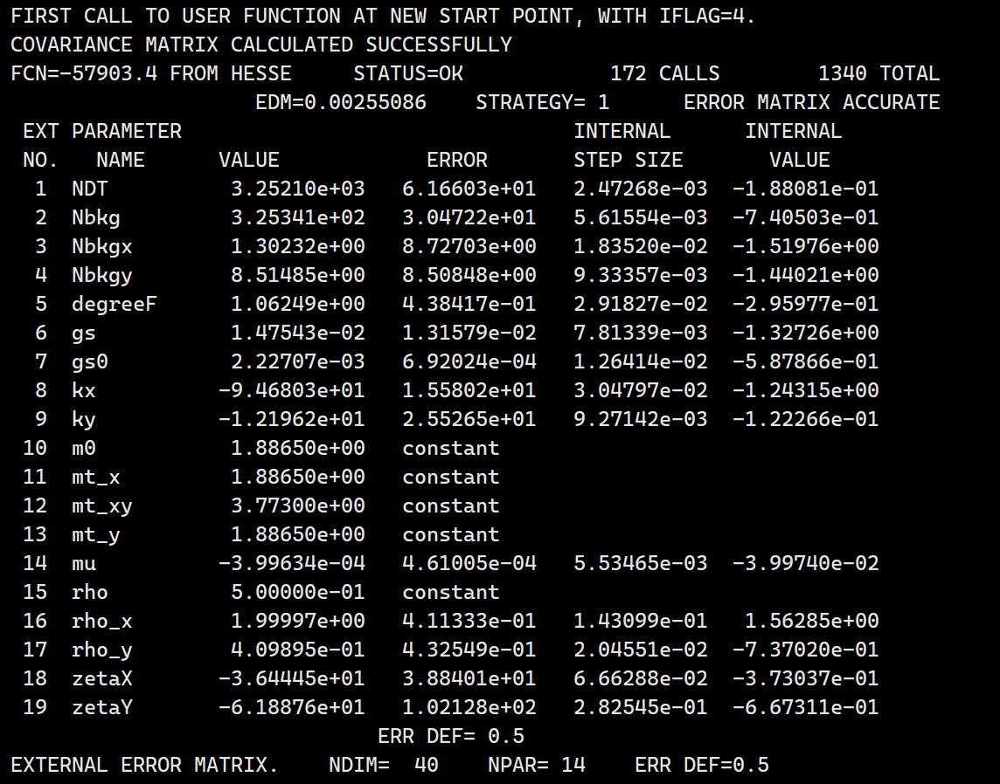 FIRST CALL TO USER FUNCTION AT NEW START POINT, WITH IFLAG=4.
COVARIANCE MATRIX CALCULATED SUCCESSFULLY
FCN=-57903.4 FROM HESSE     STATUS=OK            172 CALLS        1340 TOTAL
                    EDM=0.00255086    STRATEGY= 1      ERROR MATRIX ACCURATE
 EXT PARAMETER                                INTERNAL      INTERNAL
 NO.   NAME      VALUE            ERROR       STEP SIZE       VALUE
  1  NDT          3.25210e+03   6.16603e+01   2.47268e-03  -1.88081e-01
  2  Nbkg         3.25341e+02   3.04722e+01   5.61554e-03  -7.40503e-01
  3  Nbkgx        1.30232e+00   8.72703e+00   1.83520e-02  -1.51976e+00
  4  Nbkgy        8.51485e+00   8.50848e+00   9.33357e-03  -1.44021e+00
  5  degreeF      1.06249e+00   4.38417e-01   2.91827e-02  -2.95977e-01
  6  gs           1.47543e-02   1.31579e-02   7.81339e-03  -1.32726e+00
  7  gs0          2.22707e-03   6.92024e-04   1.26414e-02  -5.87866e-01
  8  kx          -9.46803e+01   1.55802e+01   3.04797e-02  -1.24315e+00
  9  ky          -1.21962e+01   2.55265e+01   9.27142e-03  -1.22266e-01
 10  m0           1.88650e+00   constant
 11  mt_x         1.88650e+00   constant
 12  mt_xy        3.77300e+00   constant
 13  mt_y         1.88650e+00   constant
 14  mu          -3.99634e-04   4.61005e-04   5.53465e-03  -3.99740e-02
 15  rho          5.00000e-01   constant
 16  rho_x        1.99997e+00   4.11333e-01   1.43099e-01   1.56285e+00
 17  rho_y        4.09895e-01   4.32549e-01   2.04551e-02  -7.37020e-01
 18  zetaX       -3.64445e+01   3.88401e+01   6.66288e-02  -3.73037e-01
 19  zetaY       -6.18876e+01   1.02128e+02   2.82545e-01  -6.67311e-01
                              ERR DEF= 0.5
EXTERNAL ERROR MATRIX.    NDIM=  40    NPAR= 14    ERR DEF=0.5